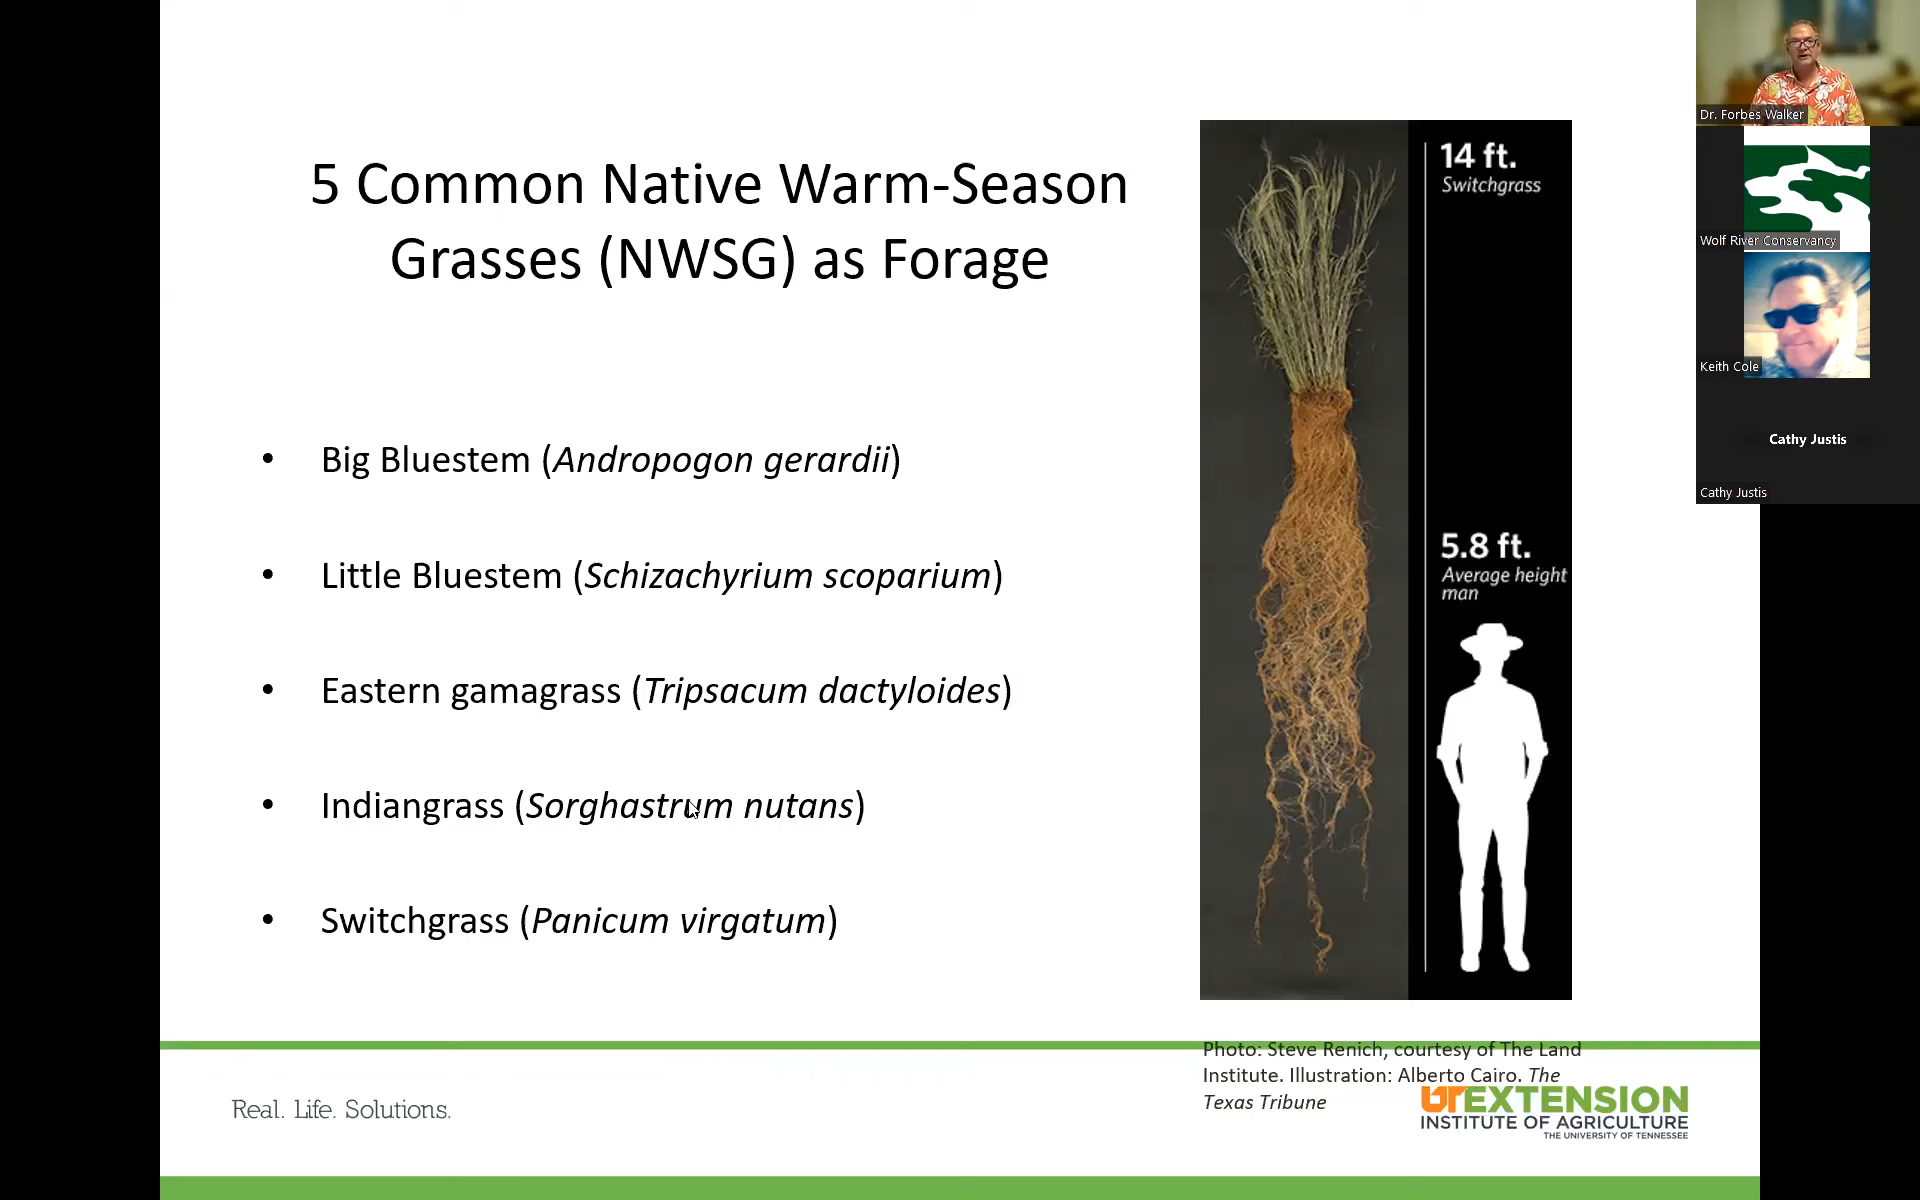 5 Common Native Warm-Season
Grasses (NWSG) as Forage
• Big Bluestem (Andropogon gerardii)
• Little Bluestem (Schizachyrium scoparium)
• Eastern gamagrass (Tripsacum dactyloides)
• Indiangrass (Sorghastrum nutans)
• Switchgrass (Panicum virgatum)
14 ft.
Switchgrass
5.8 ft.
Average height
man
Photo: Steve Renich, courtesy of The Land
Institute. Illustration: Alberto Cairo. The
Texas Tribune
Real. Life. Solutions.
UTEXTENSION
INSTITUTE OF AGRICULTURE
THE UNIVERSITY OF TENNESSEE
Dr. Forbes Walker
Wolf River Conservancy
Keith Cole
Cathy Justis
Cathy Justis